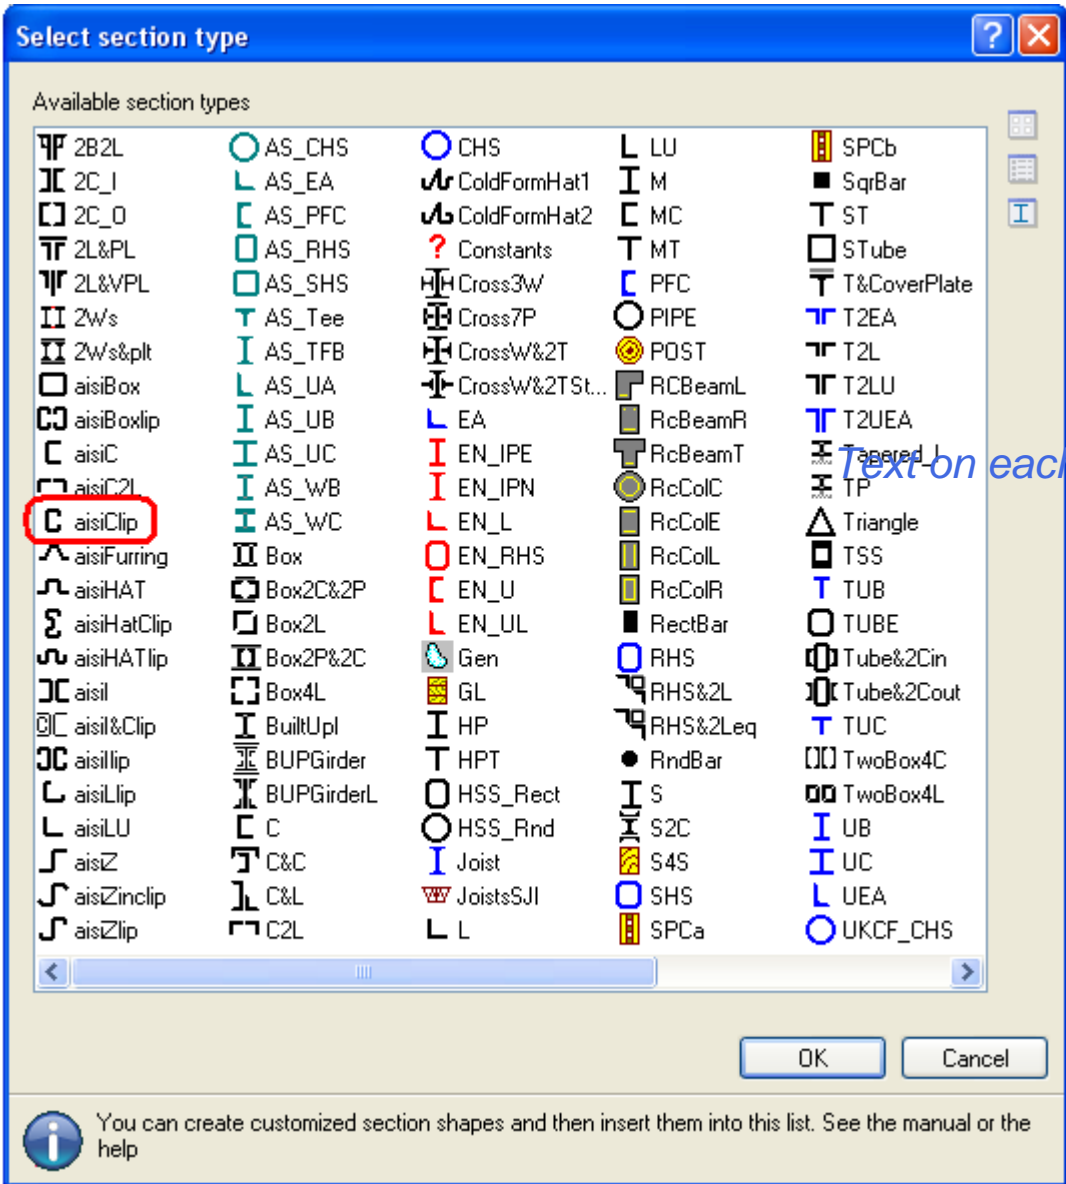 Select section type
Available section types
2B2L
2C_I
2C_O
2L&PL
2L&VPL
2Ws
2Ws&plt
aisiBox
aisiBoxlip
aisiC
aisiC2L
aisiClip
aisiFurring
aisiHAT
aisiHatClip
aisiHATlip
aisiI
aisiI&Clip
aisiIlip
aisiLlip
aisiLU
aisiZ
aisiZinclip
aisiZlip
AS_CHS
AS_EA
AS_PFC
AS_RHS
AS_SHS
AS_Tee
AS_TFB
AS_UA
AS_UB
AS_UC
AS_WB
AS_WC
Box
Box2C&2P
Box2L
Box2P&2C
Box4L
BuiltUpI
BUPGirder
BUPGirderL
C
C&C
C&L
C2L
CHS
ColdFormHat1
ColdFormHat2
Constants
Cross3W
Cross7P
CrossW&2T
CrossW&2TSt...
EA
EN_IPE
EN_IPN
EN_L
EN_RHS
EN_U
EN_UL
Gen
GL
HP
HPT
HSS_Rect
HSS_Rnd
Joist
JoistsSJI
L
LU
M
MC
MT
PFC
PIPE
POST
RCBeamL
RcBeamR
RcBeamT
RcColC
RcColE
RcColL
RcColR
RectBar
RHS
RHS&2L
RHS&2Leq
RndBar
S
S2C
S4S
SHS
SPCa
SPCb
SqrBar
ST
STube
T&CoverPlate
T2EA
T2L
T2LU
T2UEA
Tapered_I
Text on each
TP
Triangle
TSS
TUB
TUBE
Tube&2Cin
Tube&2Cout
TUC
TwoBox4C
TwoBox4L
UB
UC
UEA
UKCF_CHS
OK
Cancel
You can create customized section shapes and then insert them into this list. See the manual or the
help